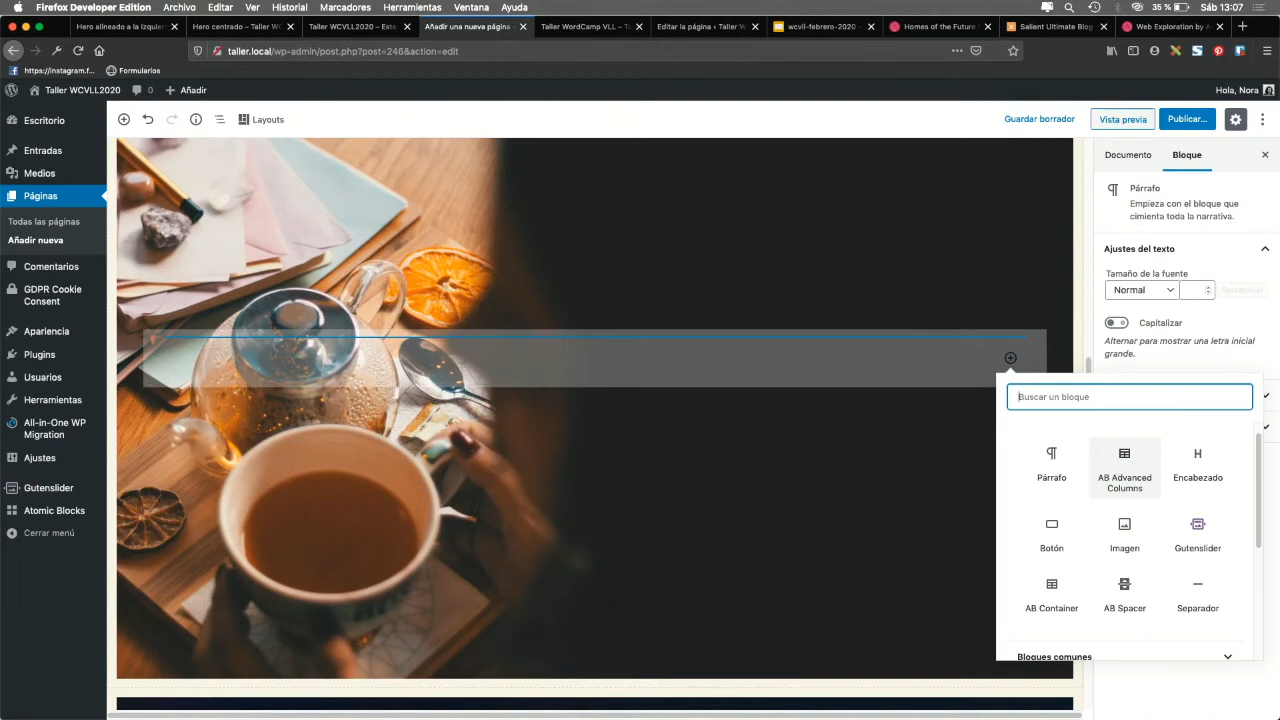 Firefox Developer Edition Archivo Editar Ver Historial Marcadores Herramientas Ventana Ayuda
35 % Sáb 13:07
Hero alineado a la Izquier
Hero centrado – Taller W
Taller WCVLL2020 – Este
Añadir una nueva página
Taller WordCamp VLL – T
Editar la página ‹ Taller W
wcvll-febrero-2020 -
Homes of the Future
Salient Ultimate Blog
Web Exploration by A
taller.local/wp-admin/post.php?post=246&action=edit
https://instagram.f... Formularios
Taller WCVLL2020 0 Añadir
Hola, Nora
Escritorio
Entradas
Medios
Páginas
Todas las páginas
Añadir nueva
Comentarios
GDPR Cookie
Consent
Apariencia
Plugins
Usuarios
Herramientas
All-in-One WP
Migration
Ajustes
Gutenslider
Atomic Blocks
Cerrar menú
Layouts
Guardar borrador
Vista previa
Publicar...
Documento
Bloque
Párrafo
Empieza con el bloque que
cimienta toda la narrativa.
Ajustes del texto
Tamaño de la fuente
Normal
Capitalizar
Alternar para mostrar una letra inicial
grande.
Buscar un bloque
Párrafo
AB Advanced
Columns
Encabezado
Botón
Imagen
Gutenslider
AB Container
AB Spacer
Separador
Bloques comunes